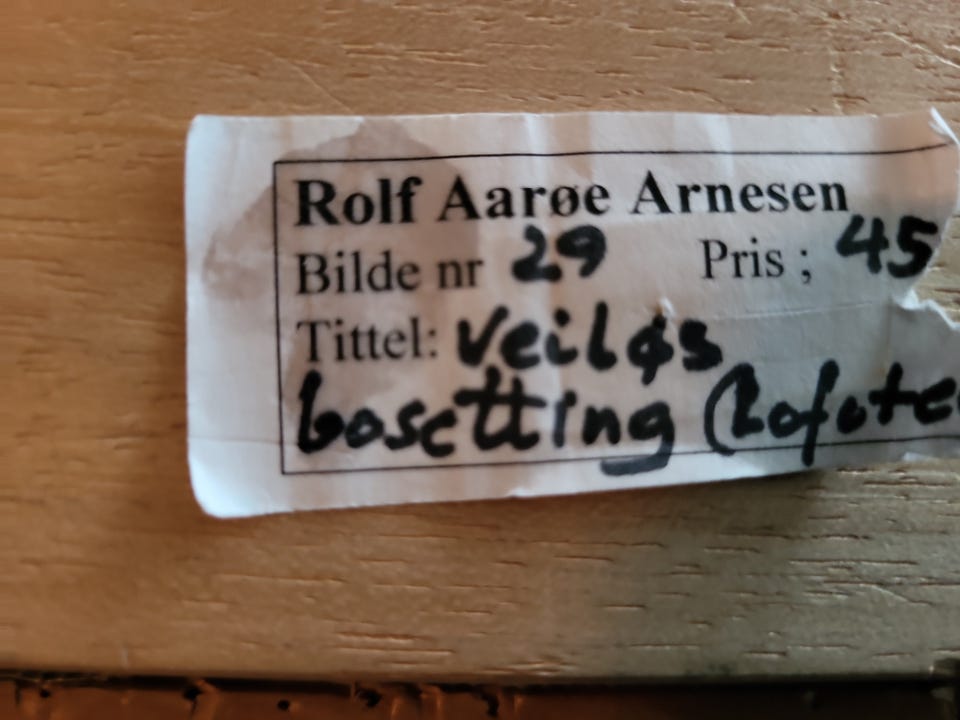 Rolf Aarøe Arnesen
Bilde nr 29 Pris ; 45
Tittel: Veiløs
bosetting (Lofote